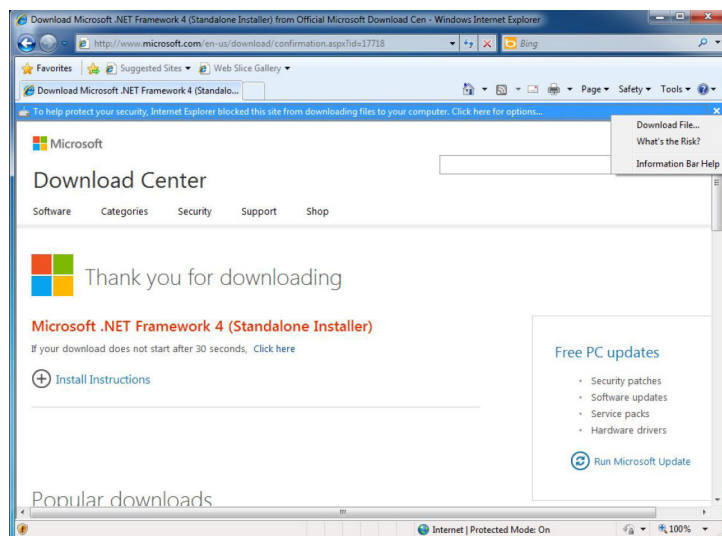 Download Microsoft .NET Framework 4 (Standalone Installer) from Official Microsoft Download Cen - Windows Internet Explorer
http://www.microsoft.com/en-us/download/confirmation.aspx?id=17718
Bing
Favorites
Suggested Sites
Web Slice Gallery
Download Microsoft .NET Framework 4 (Standalo...
Page
Safety
Tools
To help protect your security, Internet Explorer blocked this site from downloading files to your computer. Click here for options...
Download File...
What's the Risk?
Information Bar Help
Microsoft
Download Center
Software Categories Security Support Shop
Thank you for downloading
Microsoft .NET Framework 4 (Standalone Installer)
If your download does not start after 30 seconds, Click here
Install Instructions
Free PC updates
Security patches
Software updates
Service packs
Hardware drivers
Run Microsoft Update
Popular downloads
Internet | Protected Mode: On
100%